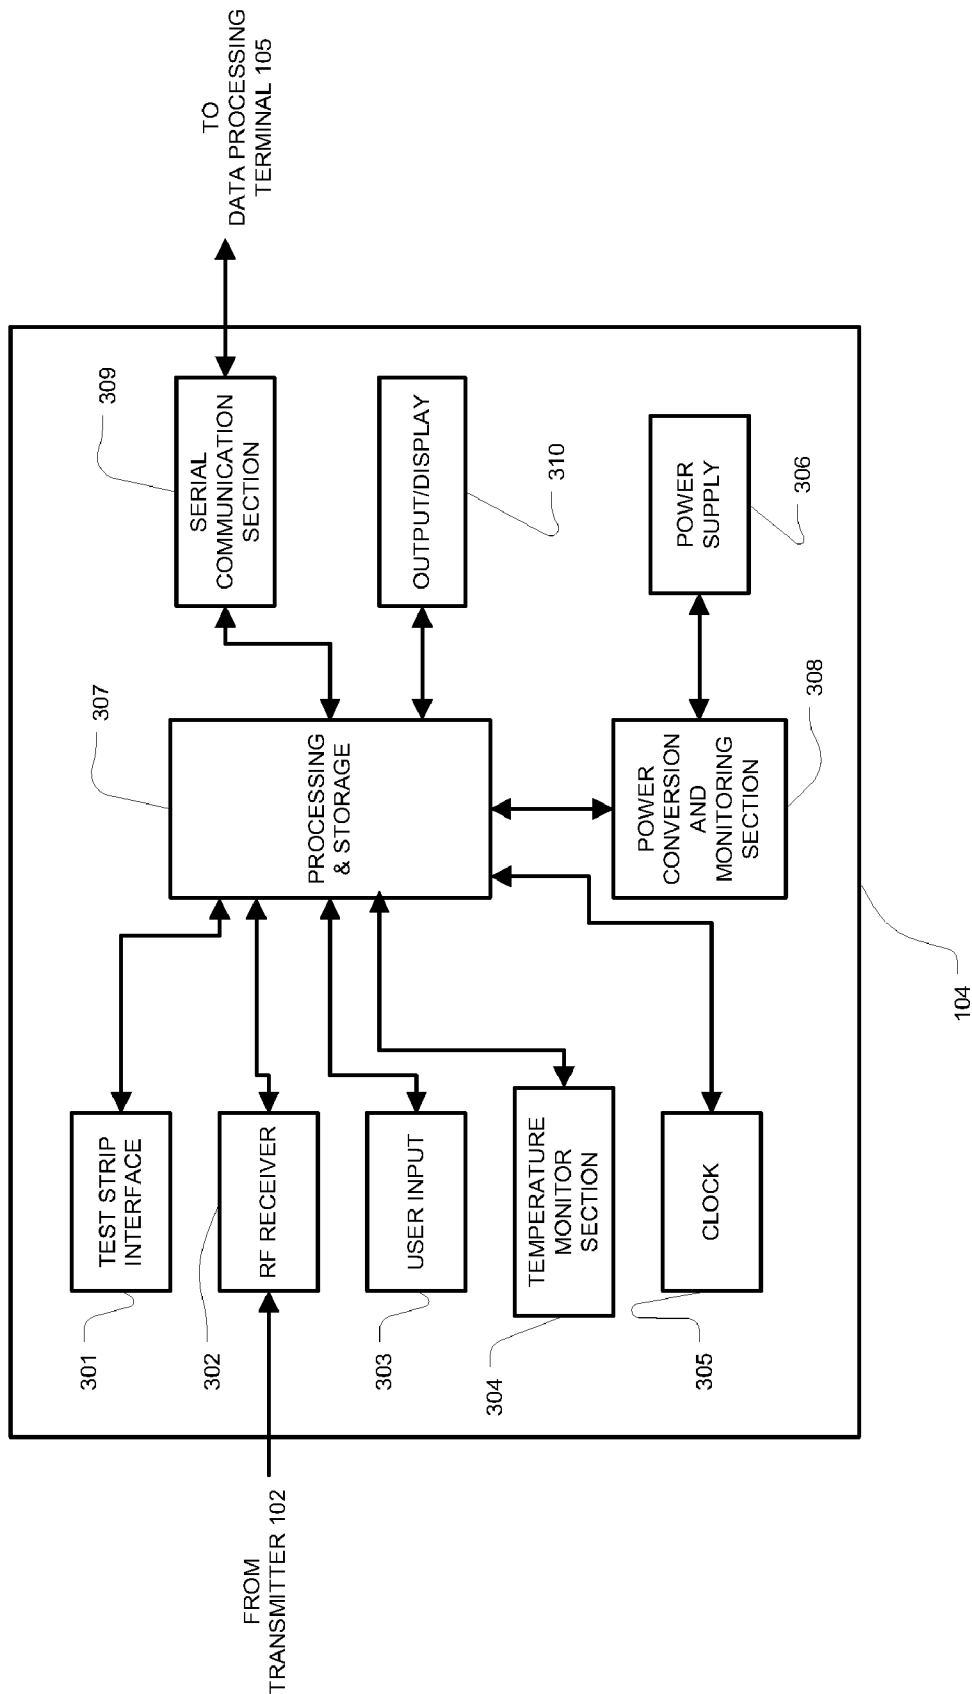 FROM
TRANSMITTER 102
301
TEST STRIP
INTERFACE
302
RF RECEIVER
303
USER INPUT
304
TEMPERATURE
MONITOR
SECTION
305
CLOCK
307
PROCESSING
& STORAGE
308
POWER
CONVERSION
AND
MONITORING
SECTION
309
SERIAL
COMMUNICATION
SECTION
310
OUTPUT/DISPLAY
306
POWER
SUPPLY
104
TO
DATA PROCESSING
TERMINAL 105